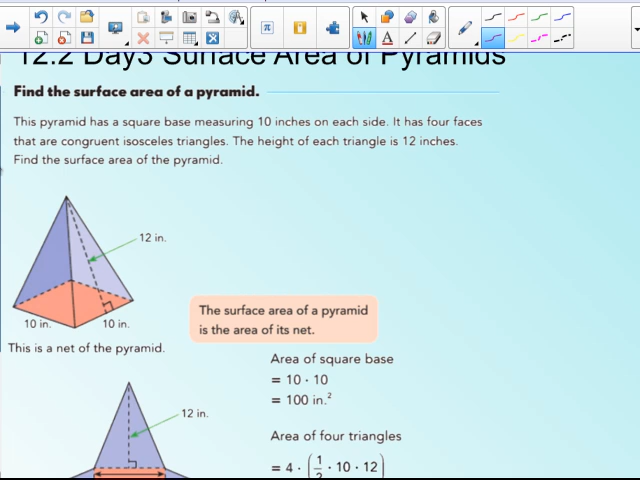 12.2 Day3 Surface Area of Pyramids
Find the surface area of a pyramid.
This pyramid has a square base measuring 10 inches on each side. It has four faces
that are congruent isosceles triangles. The height of each triangle is 12 inches.
Find the surface area of the pyramid.
12 in.
10 in. 10 in.
The surface area of a pyramid
is the area of its net.
This is a net of the pyramid.
Area of square base
= 10 · 10
= 100 in.²
12 in.
Area of four triangles
= 4 · (1/2 · 10 · 12)